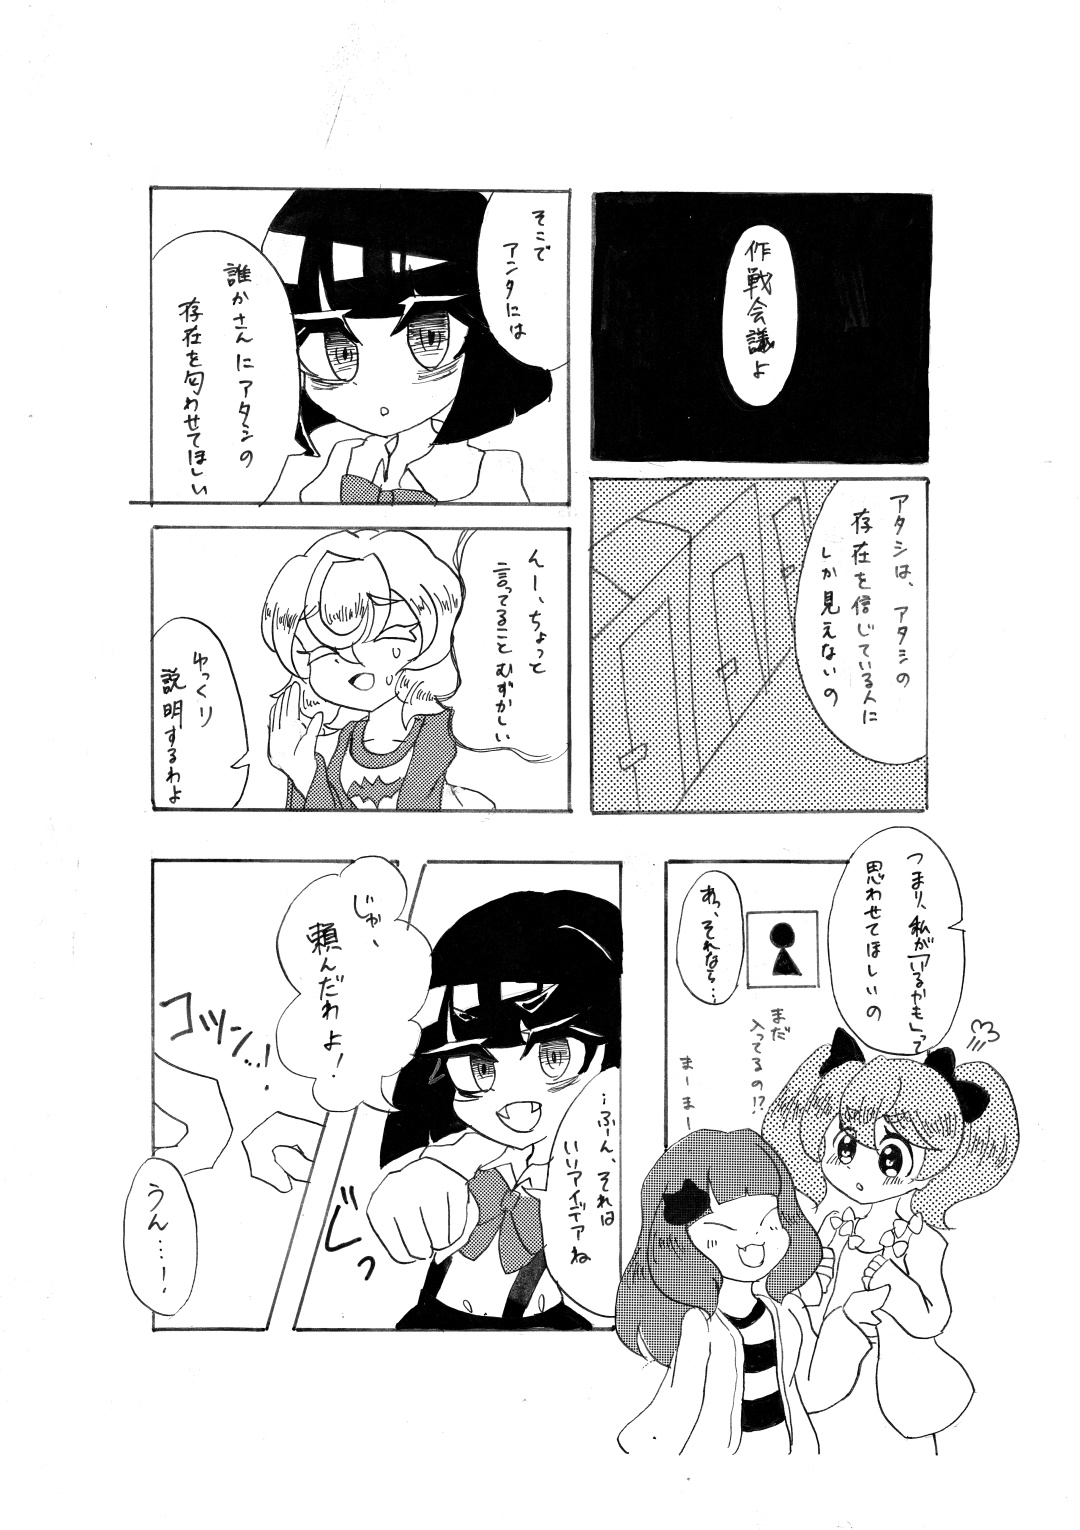 作戦会議よ
アタシは、アタシの
存在を信じている人に
しか見えないの
そこで
アンタには
誰かさんにアタシの
存在を匂わせてほしい
んー、ちょっと
言ってることむずかしい
ゆっくり
説明するわよ
つまり、私が「いるかも」って
思わせてほしいの
あっ、それなら…
まだ
入ってるの!?
まーまー
…ふーん、それは
いいアイデアね
ぐっ
じゃー
頼んだわよ!
コツン…!
うん…!